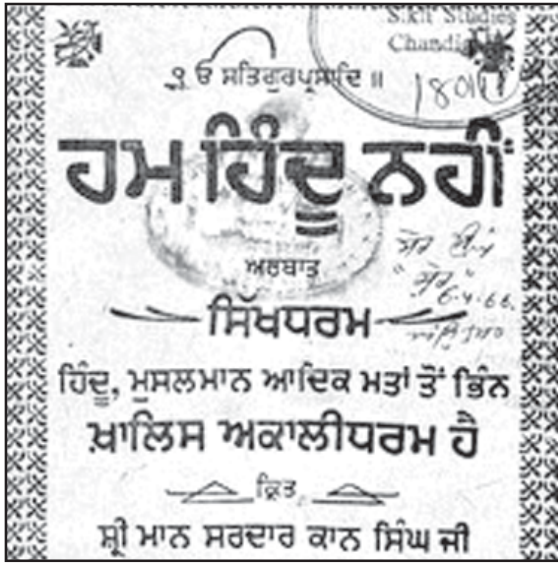 Sikh Studies
Chandi
ੴ ਸਤਿਗੁਰਪ੍ਰਸਾਦਿ ॥
ਹਮ ਹਿੰਦੂ ਨਹੀਂ
ਅਰਥਾਤ
ਸਿੱਖਧਰਮ
"ਸ਼ੇਰ"
6.4.66.
ਹਿੰਦੂ, ਮੁਸਲਮਾਨ ਆਦਿਕ ਮਤਾਂ ਤੋਂ ਭਿੰਨ
ਖ਼ਾਲਿਸ ਅਕਾਲੀਧਰਮ ਹੈ
ਕ੍ਰਿਤ
ਸ਼੍ਰੀ ਮਾਨ ਸਰਦਾਰ ਕਾਨ ਸਿੰਘ ਜੀ